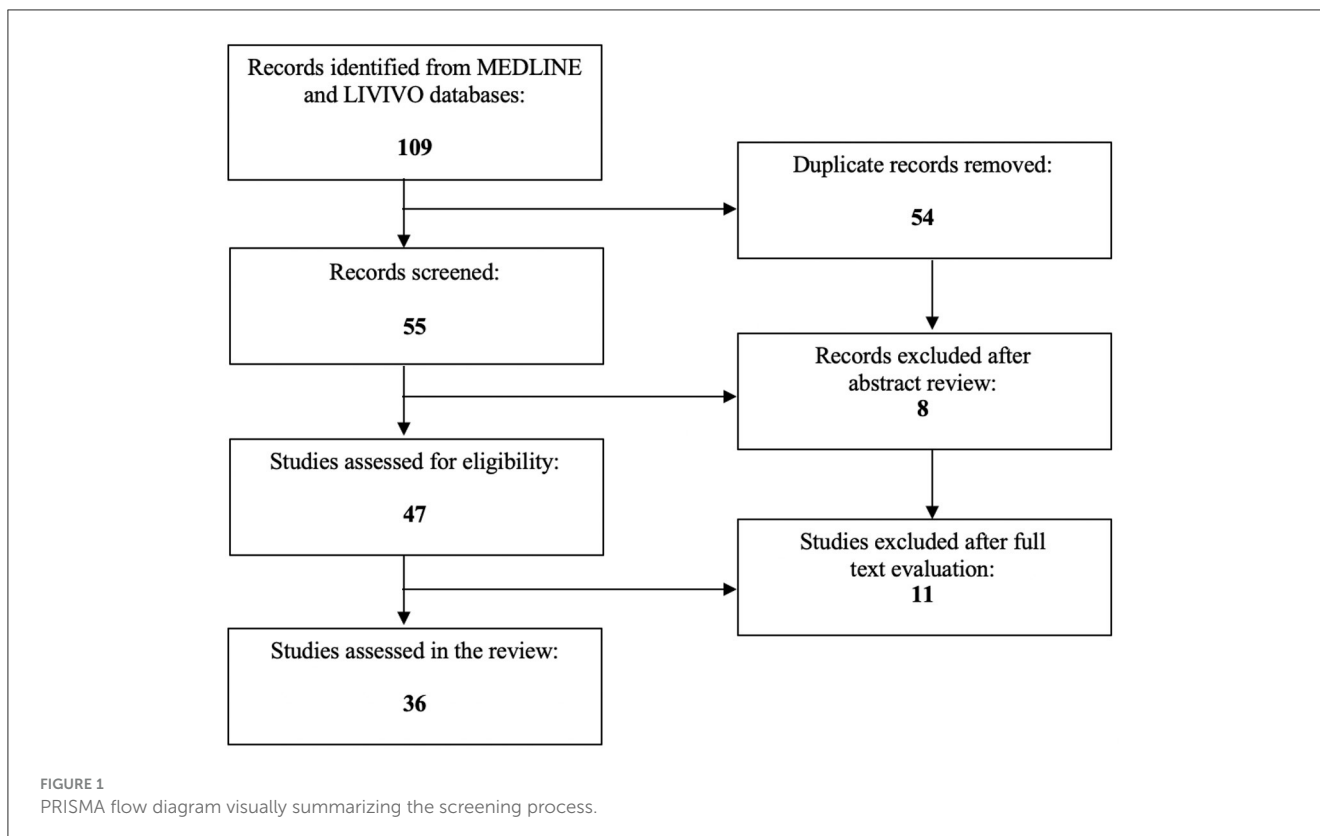 Records identified from MEDLINE
and LIVIVO databases:
109
Duplicate records removed:
54
Records screened:
55
Records excluded after
abstract review:
8
Studies assessed for eligibility:
47
Studies excluded after full
text evaluation:
11
Studies assessed in the review:
36
FIGURE 1
PRISMA flow diagram visually summarizing the screening process.